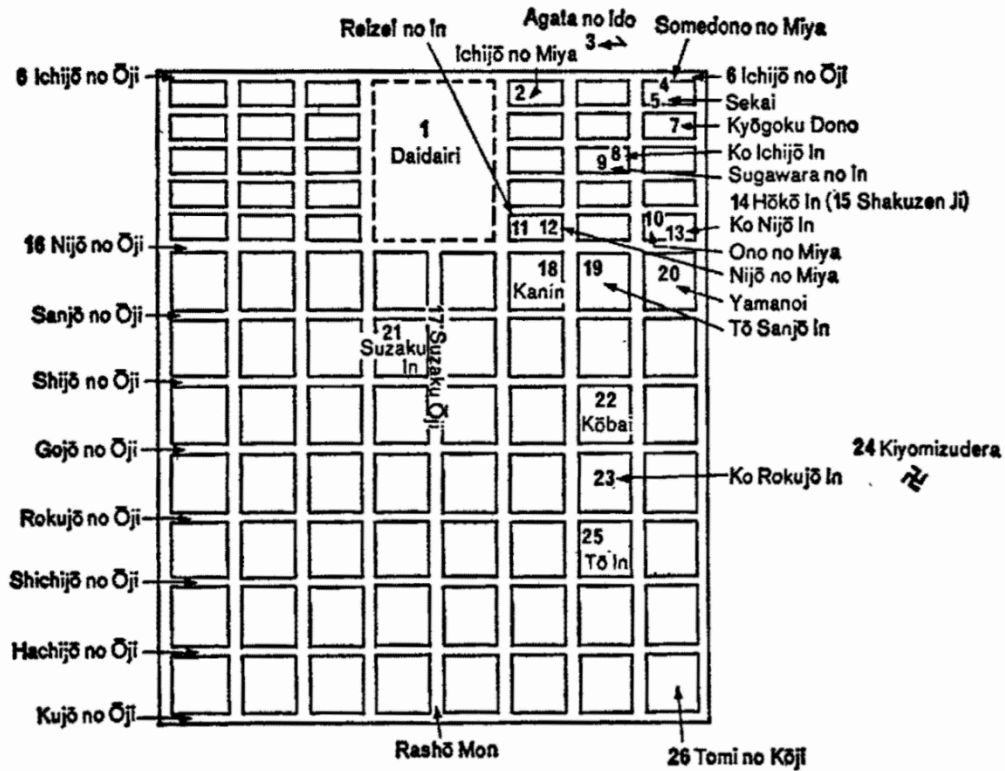 Agata no Ido
3
Reizei no In
Ichijō no Miya
Somedono no Miya
6 Ichijō no Ōji
6 Ichijō no Ōji
2
4
5
Sekai
1
Daidairi
7
Kyōgoku Dono
8
Ko Ichijō In
9
Sugawara no In
14 Hōkō In (15 Shakuzen Ji)
11
12
10
13
Ko Nijō In
16 Nijō no Ōji
Ono no Miya
Nijō no Miya
18
Kanin
19
20
Yamanoi
Sanjō no Ōji
Tō Sanjō In
21
Suzaku
In
17 Suzaku Ōji
Shijō no Ōji
22
Kōbai
Gojō no Ōji
24 Kiyomizudera
卍
23
Ko Rokujō In
Rokujō no Ōji
25
Tō In
Shichijō no Ōji
Hachijō no Ōji
Kujō no Ōji
Rashō Mon
26 Tomi no Kōji